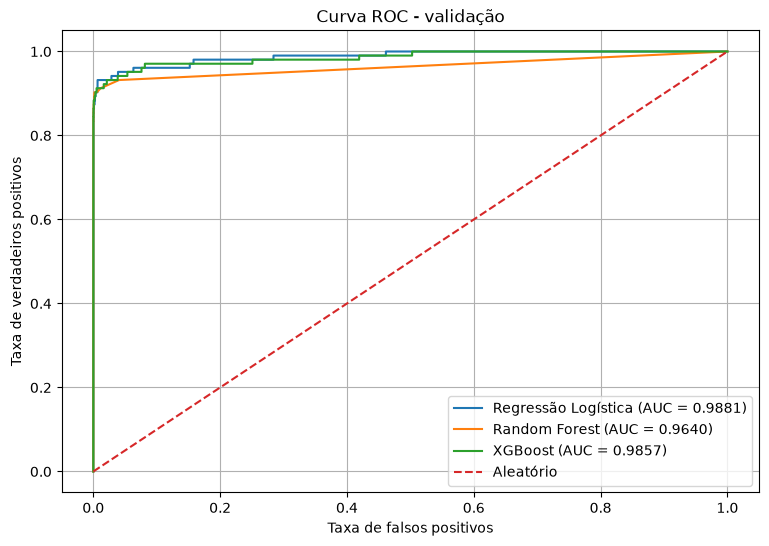 Curva ROC - validação
Taxa de verdadeiros positivos
1.0
0.8
0.6
0.4
0.2
0.0
0.0 0.2 0.4 0.6 0.8 1.0
Taxa de falsos positivos
Regressão Logística (AUC = 0.9881)
Random Forest (AUC = 0.9640)
XGBoost (AUC = 0.9857)
Aleatório